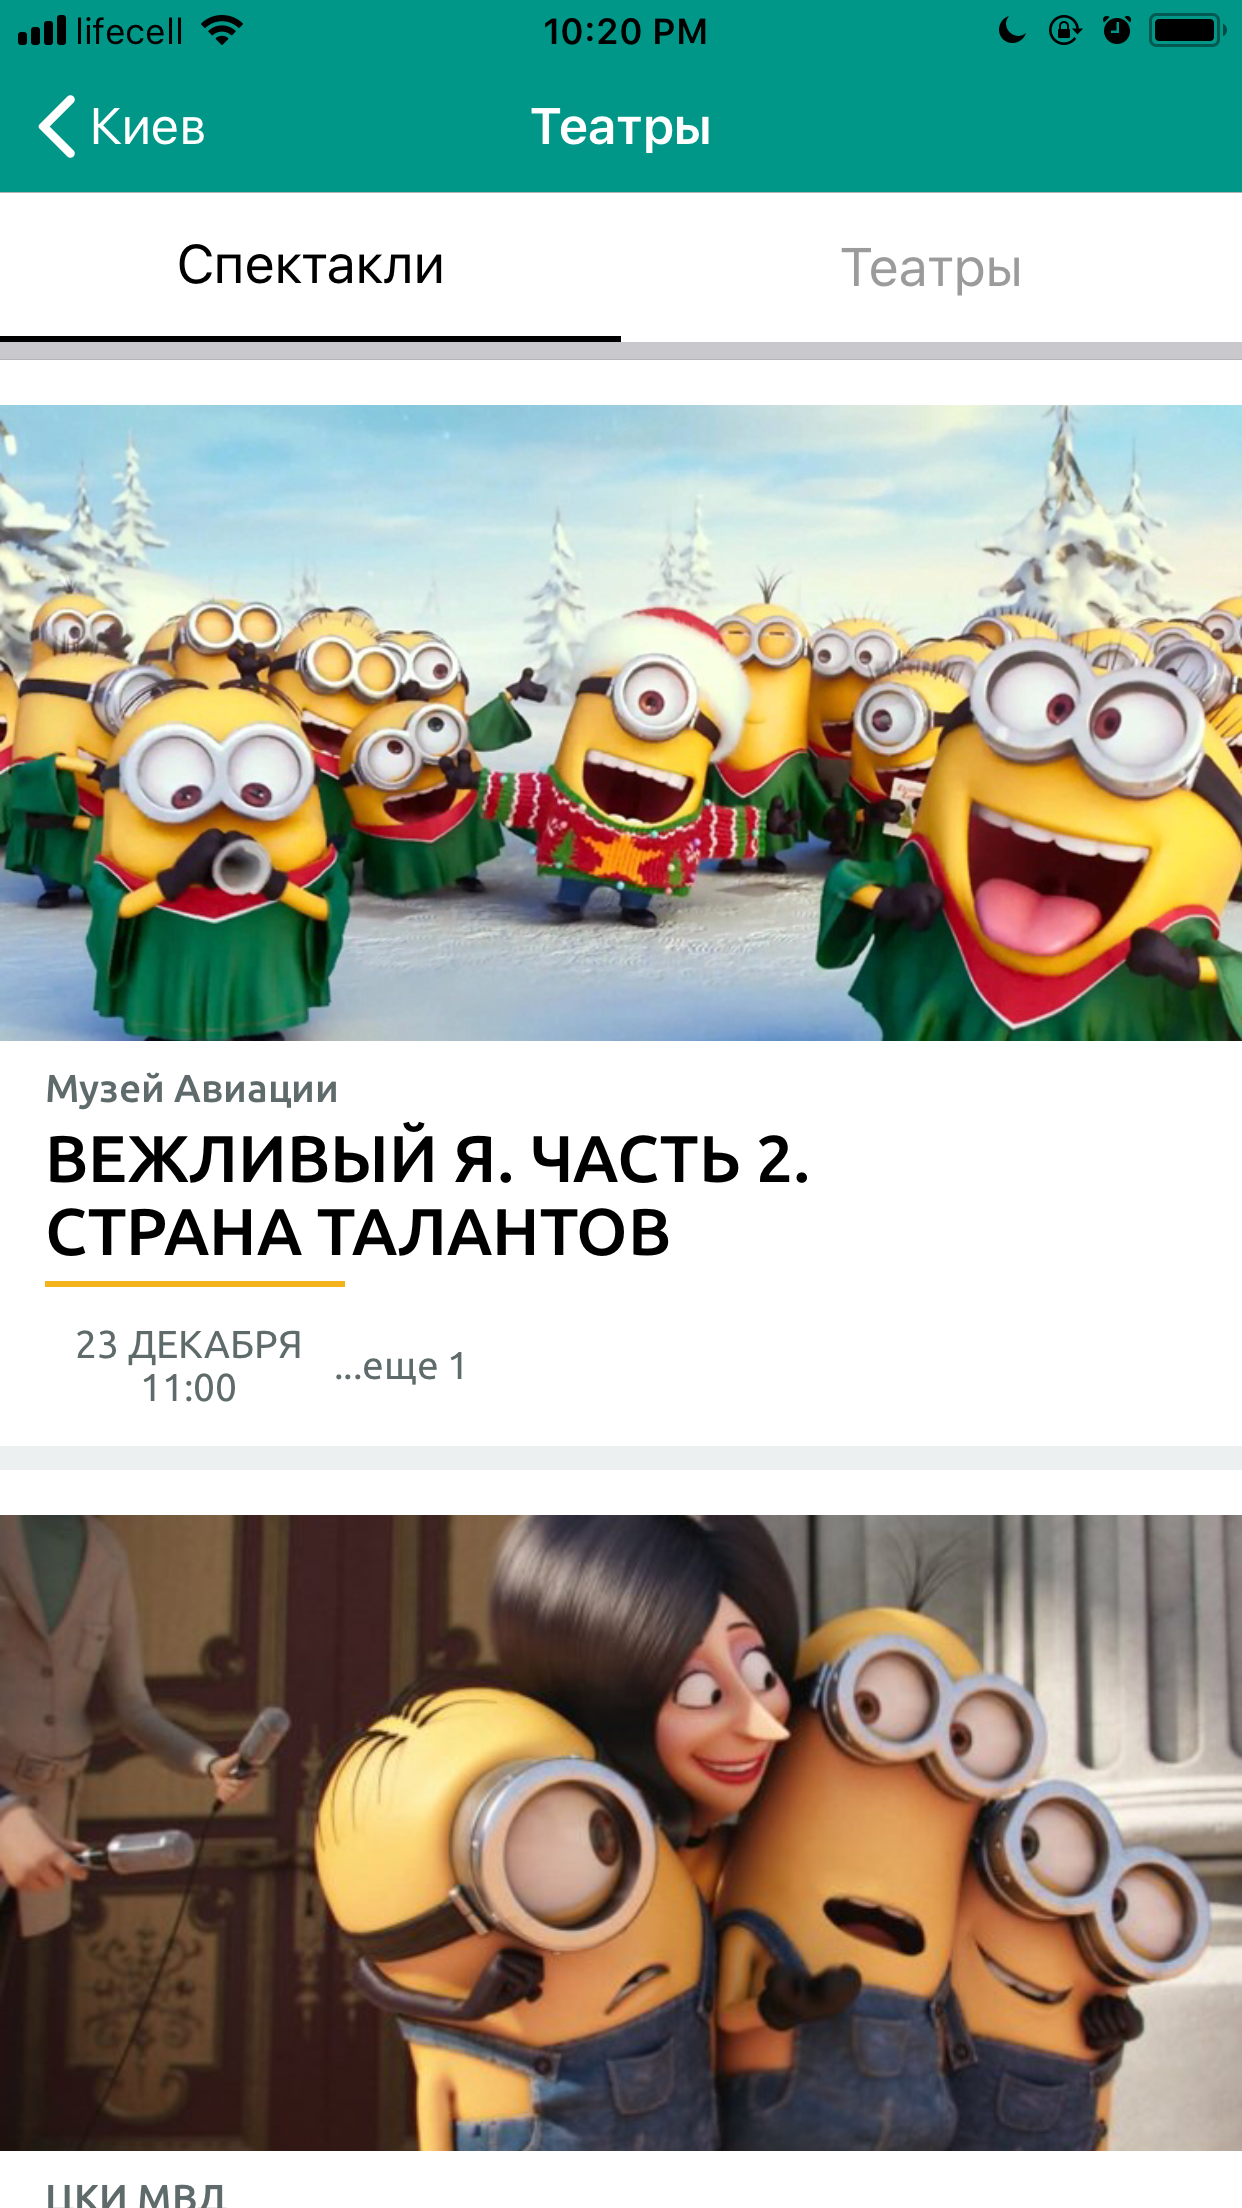 lifecell 10:20 PM
Киев Театры
Спектакли Театры
Музей Авиации
ВЕЖЛИВЫЙ Я. ЧАСТЬ 2.
СТРАНА ТАЛАНТОВ
23 ДЕКАБРЯ
11:00
...еще 1
ЦКИ МВД